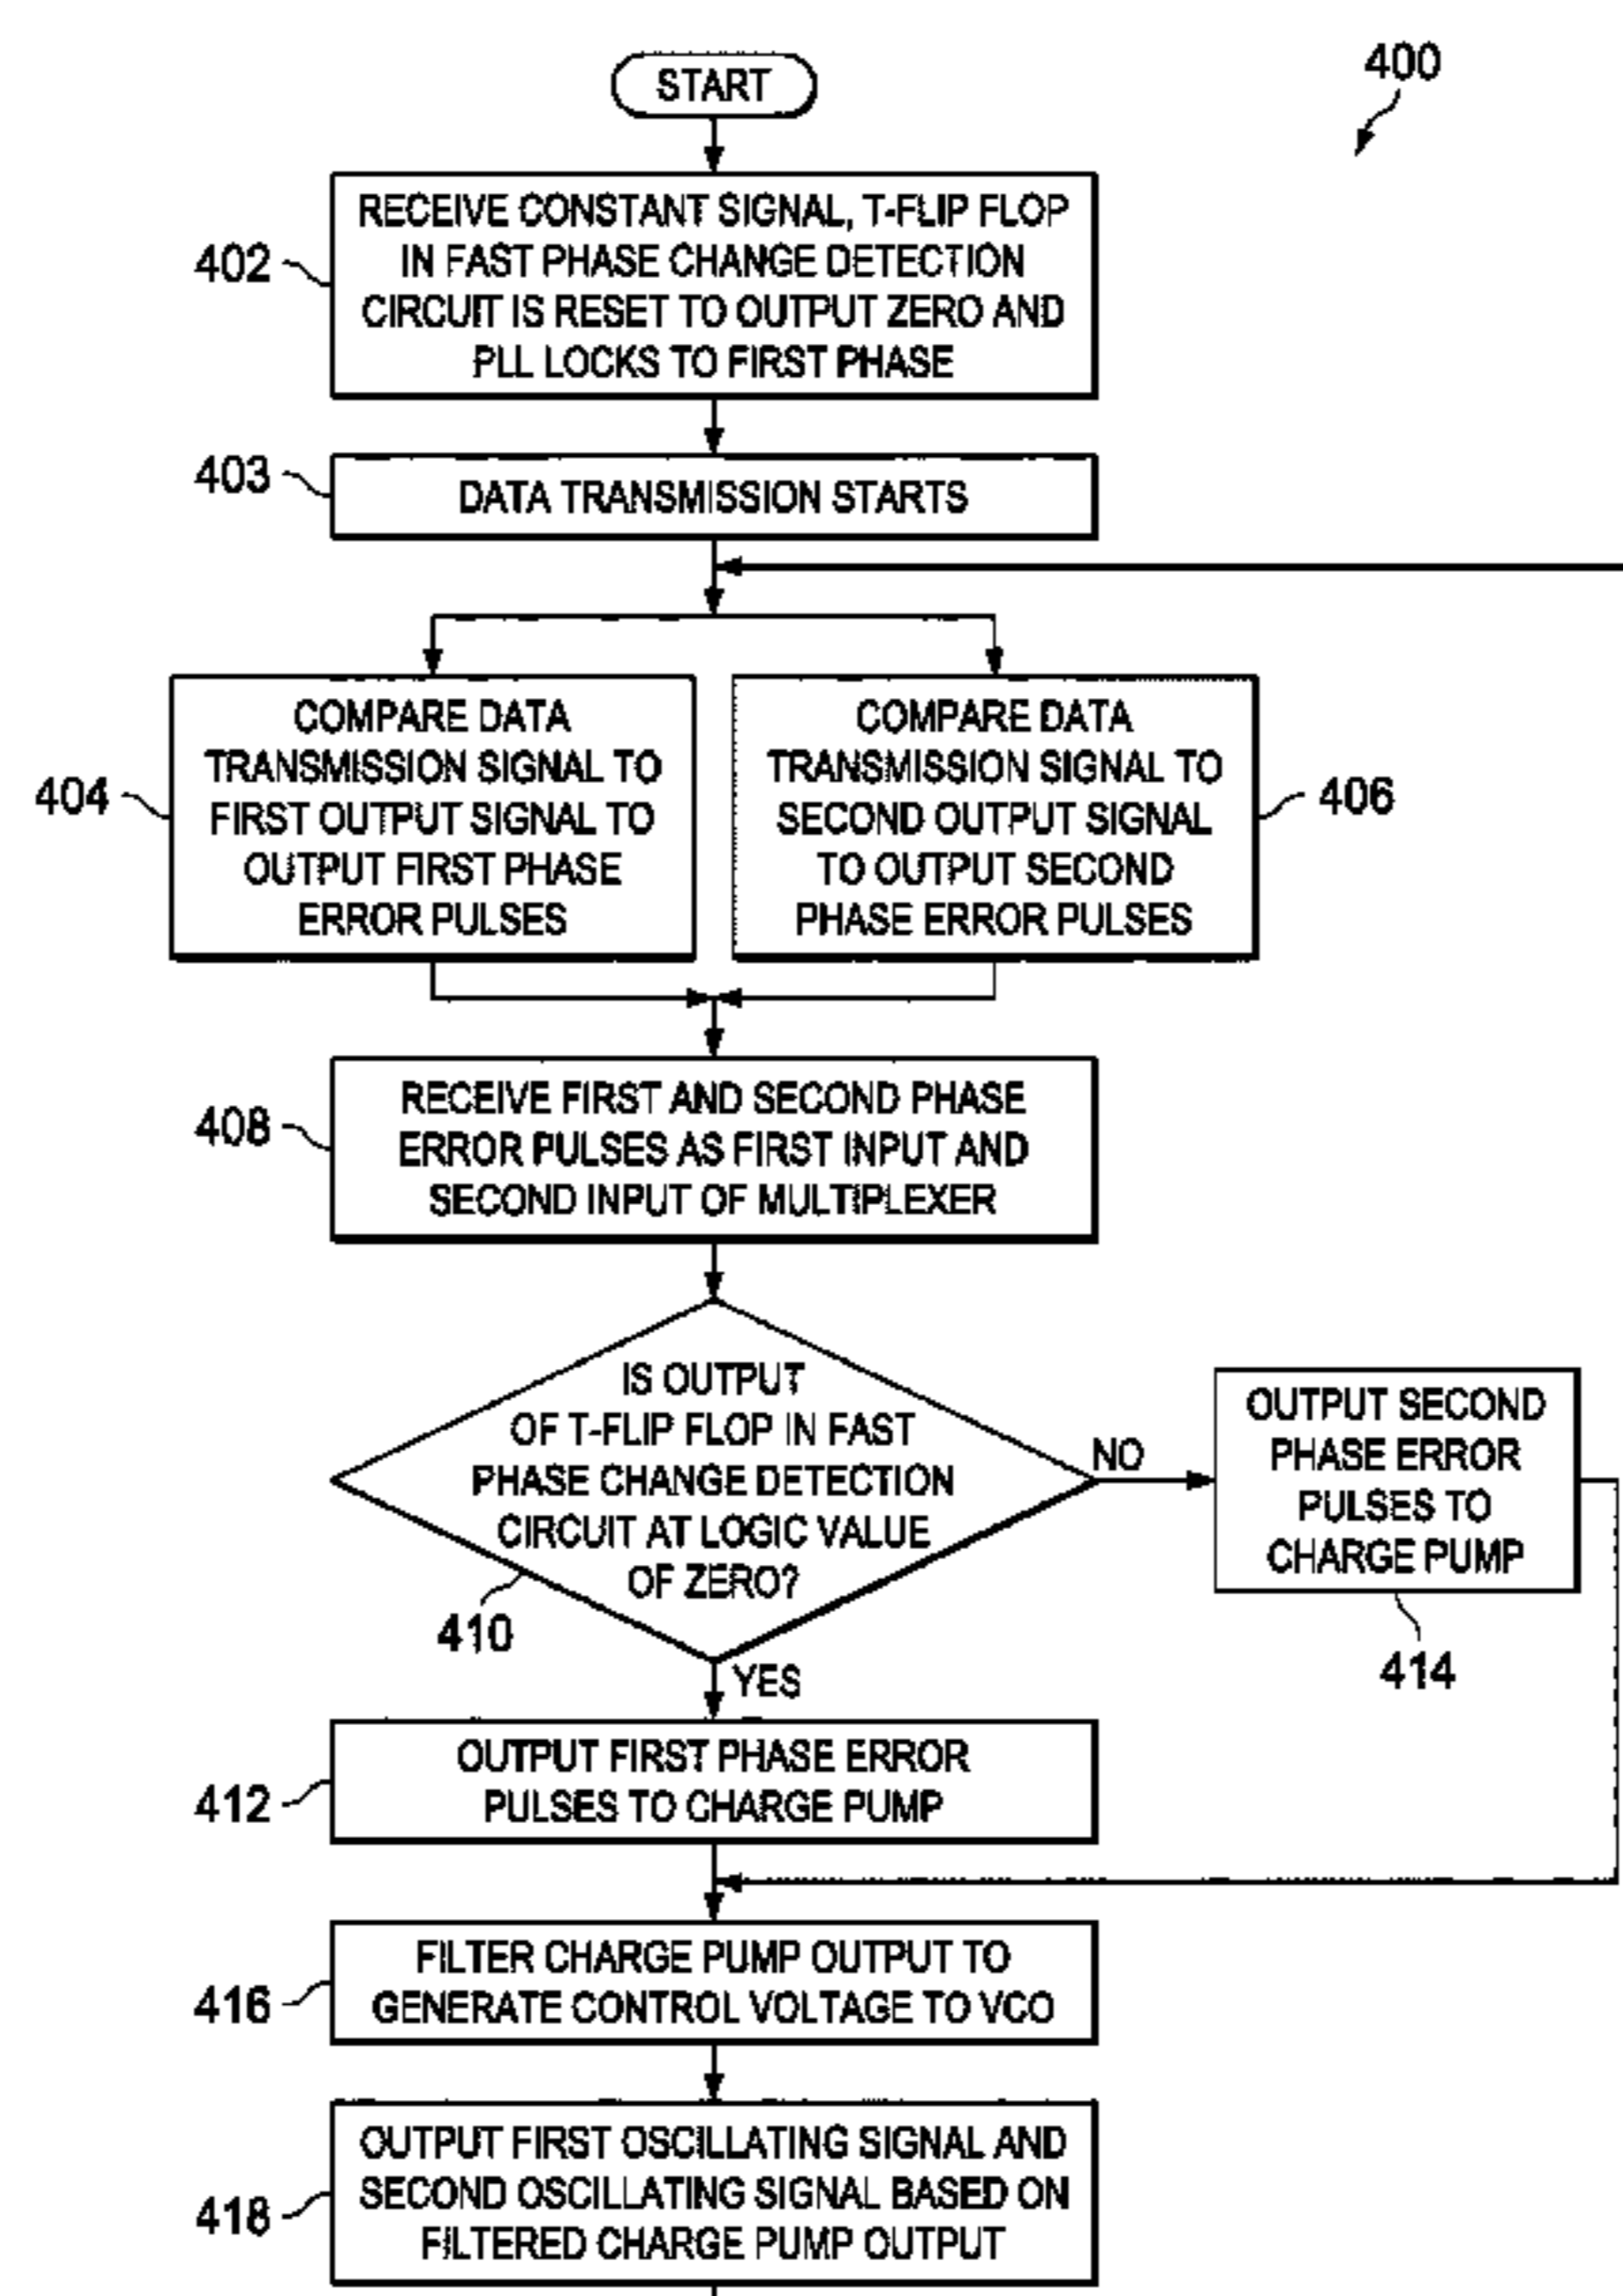 400
START
402
RECEIVE CONSTANT SIGNAL, T-FLIP FLOP
IN FAST PHASE CHANGE DETECTION
CIRCUIT IS RESET TO OUTPUT ZERO AND
PLL LOCKS TO FIRST PHASE
403
DATA TRANSMISSION STARTS
404
COMPARE DATA
TRANSMISSION SIGNAL TO
FIRST OUTPUT SIGNAL TO
OUTPUT FIRST PHASE
ERROR PULSES
COMPARE DATA
TRANSMISSION SIGNAL TO
SECOND OUTPUT SIGNAL
TO OUTPUT SECOND
PHASE ERROR PULSES
406
408
RECEIVE FIRST AND SECOND PHASE
ERROR PULSES AS FIRST INPUT AND
SECOND INPUT OF MULTIPLEXER
IS OUTPUT
OF T-FLIP FLOP IN FAST
PHASE CHANGE DETECTION
CIRCUIT AT LOGIC VALUE
OF ZERO?
410
NO
OUTPUT SECOND
PHASE ERROR
PULSES TO
CHARGE PUMP
414
YES
412
OUTPUT FIRST PHASE ERROR
PULSES TO CHARGE PUMP
416
FILTER CHARGE PUMP OUTPUT TO
GENERATE CONTROL VOLTAGE TO VCO
418
OUTPUT FIRST OSCILLATING SIGNAL AND
SECOND OSCILLATING SIGNAL BASED ON
FILTERED CHARGE PUMP OUTPUT